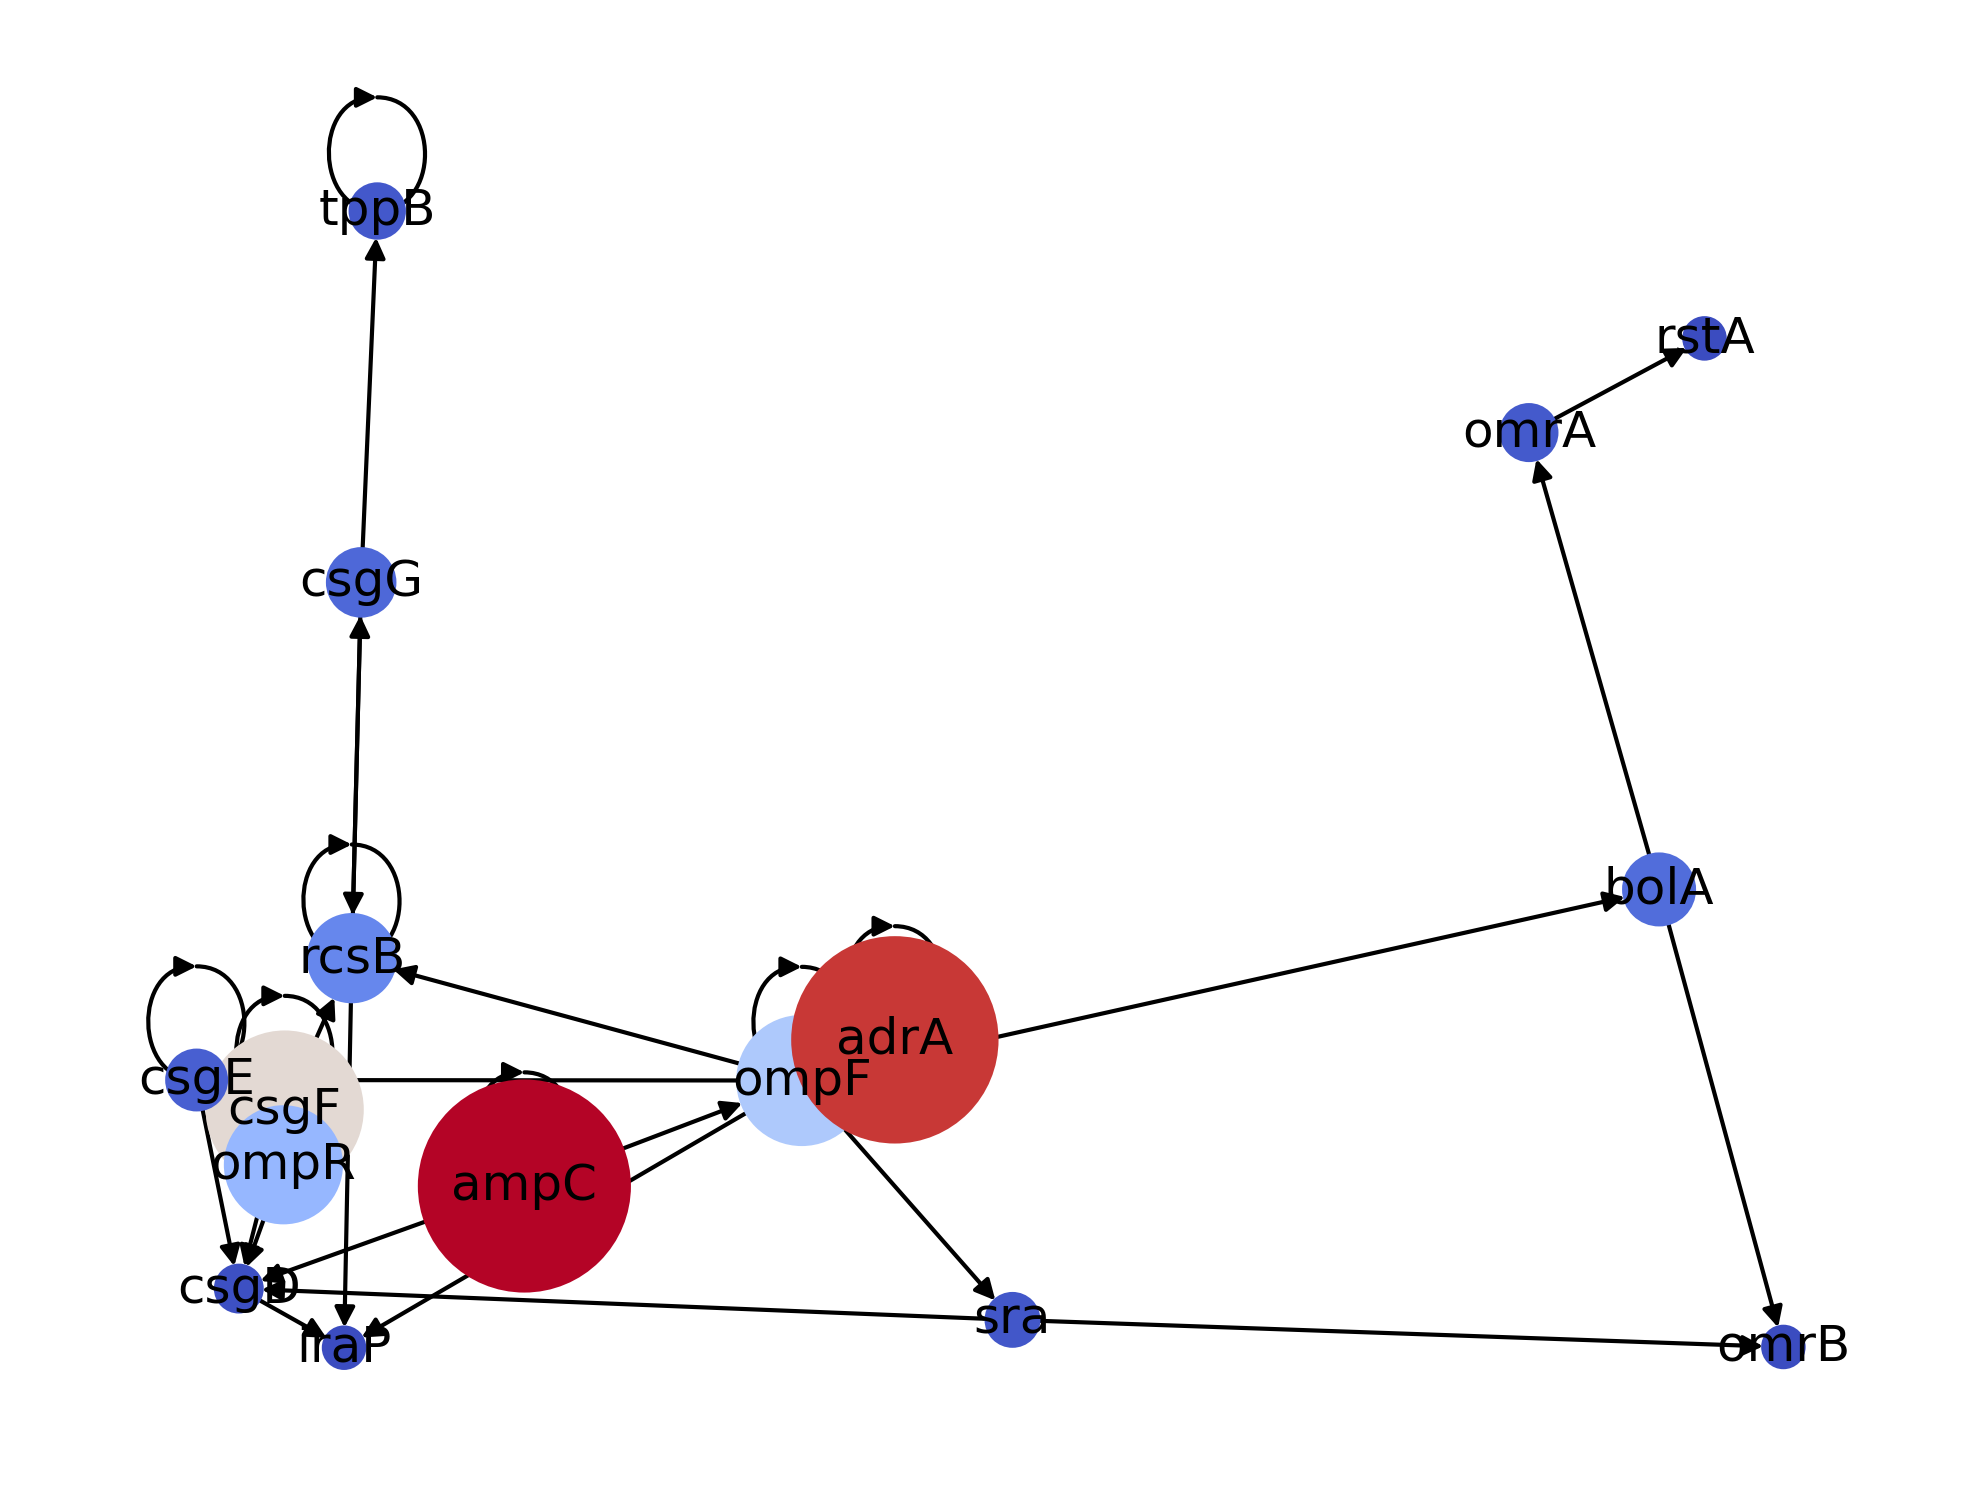 tppB
rstA
omrA
csgG
bolA
rcsB
adrA
csgE
ompF
csgF
ompR
ampC
csgD
sra
iraP
omrB